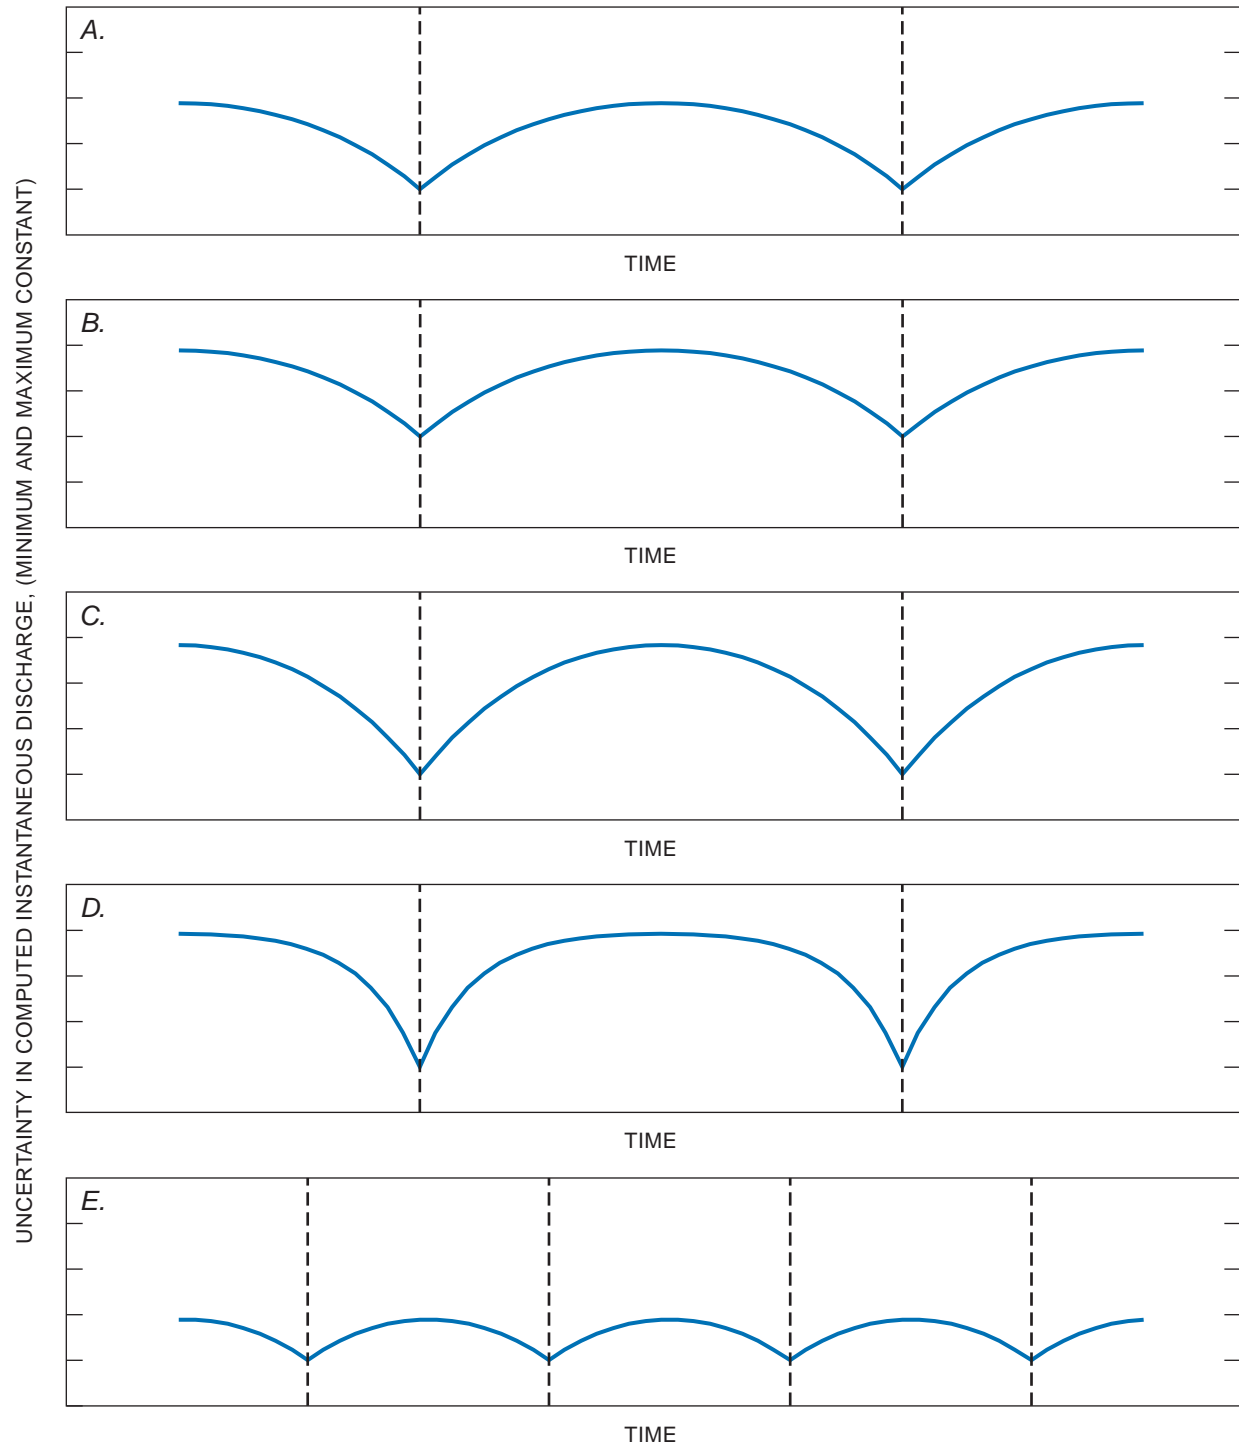 UNCERTAINTY IN COMPUTED INSTANTANEOUS DISCHARGE, (MINIMUM AND MAXIMUM CONSTANT)
A.
TIME
B.
TIME
C.
TIME
D.
TIME
E.
TIME